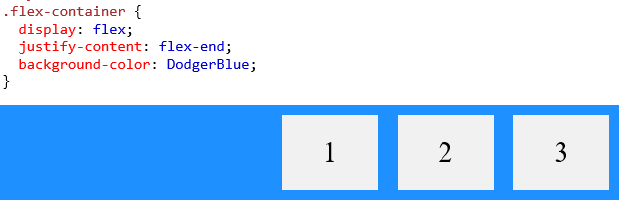 .flex-container {
  display: flex;
  justify-content: flex-end;
  background-color: DodgerBlue;
}
1 2 3